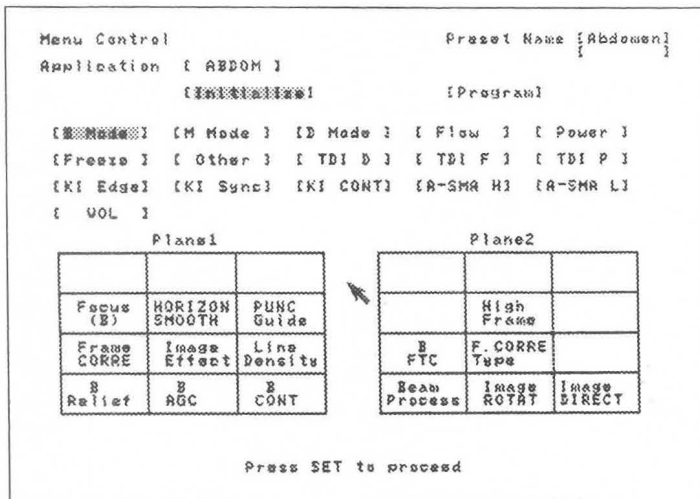 Menu Control Preset Name [Abdomen]
Application [ ABDOM ] [ ]
[Initialize] [Program]
[B Mode ] [M Mode ] [D Mode ] [ Flow ] [ Power ]
[Freeze ] [ Other ] [ TDI D ] [ TDI F ] [ TDI P ]
[KI Edge] [KI Sync] [KI CONT] [A-SMA H] [A-SMA L]
[ VOL ]
Plane1
Focus (B)
HORIZON SMOOTH
PUNC Guide
Frame CORRE
Image Effect
Line Density
B Relief
B AGC
B CONT
Plane2
High Frame
B FTC
F.CORRE Type
Beam Process
Image ROTAT
Image DIRECT
Press SET to proceed